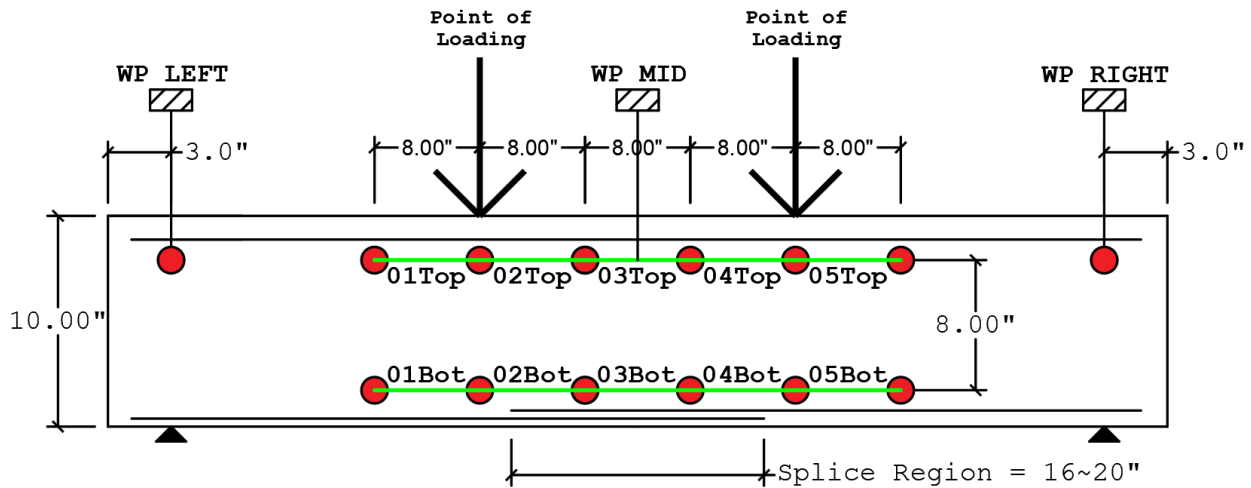 Point of
Loading
Point of
Loading
WP LEFT
WP MID
WP RIGHT
3.0"
8.00" 8.00" 8.00" 8.00" 8.00"
3.0"
01Top 02Top 03Top 04Top 05Top
10.00"
8.00"
01Bot 02Bot 03Bot 04Bot 05Bot
Splice Region = 16~20"